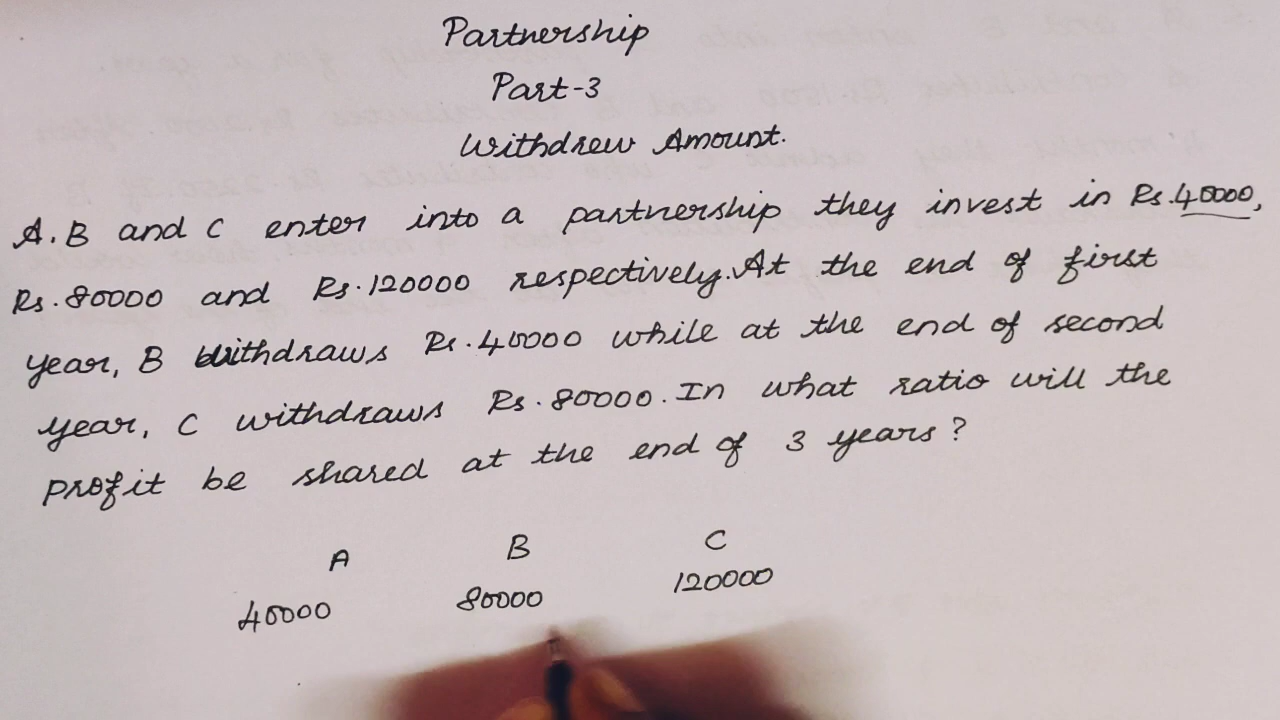 Partnership
Part-3
Withdrew Amount.
A.B and C enter into a partnership they invest in Rs.40000,
Rs.80000 and Rs.120000 respectively. At the end of first
year, B withdraws Rs.40000 while at the end of second
year, C withdraws Rs.80000. In what ratio will the
profit be shared at the end of 3 years?
A B C
40000 80000 120000